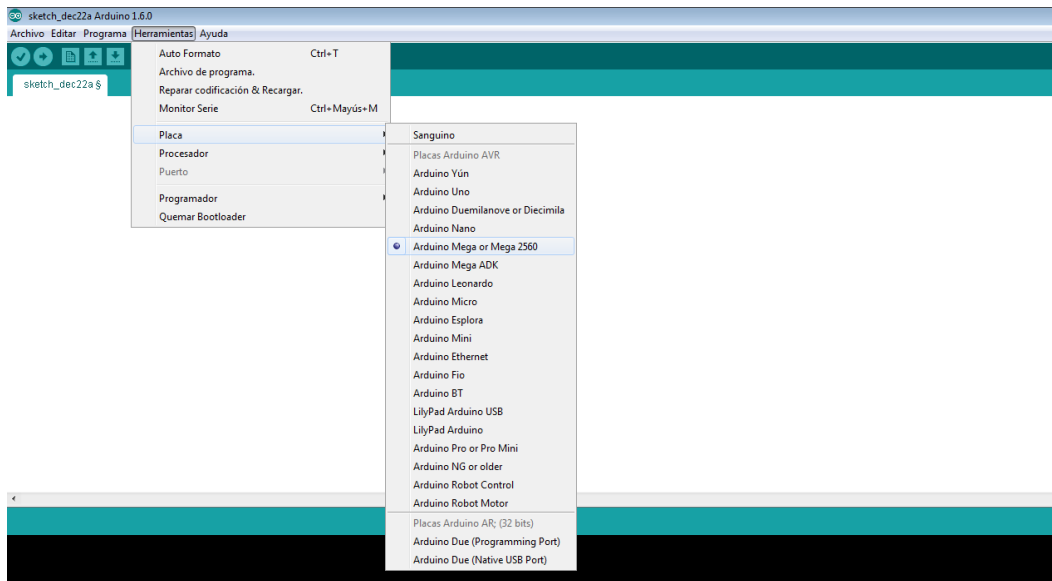 sketch_dec22a Arduino 1.6.0
Archivo Editar Programa Herramientas Ayuda
sketch_dec22a §
Auto Formato Ctrl+T
Archivo de programa.
Reparar codificación & Recargar.
Monitor Serie Ctrl+Mayús+M
Placa
Procesador
Puerto
Programador
Quemar Bootloader
Sanguino
Placas Arduino AVR
Arduino Yún
Arduino Uno
Arduino Duemilanove or Diecimila
Arduino Nano
Arduino Mega or Mega 2560
Arduino Mega ADK
Arduino Leonardo
Arduino Micro
Arduino Esplora
Arduino Mini
Arduino Ethernet
Arduino Fio
Arduino BT
LilyPad Arduino USB
LilyPad Arduino
Arduino Pro or Pro Mini
Arduino NG or older
Arduino Robot Control
Arduino Robot Motor
Placas Arduino AR; (32 bits)
Arduino Due (Programming Port)
Arduino Due (Native USB Port)